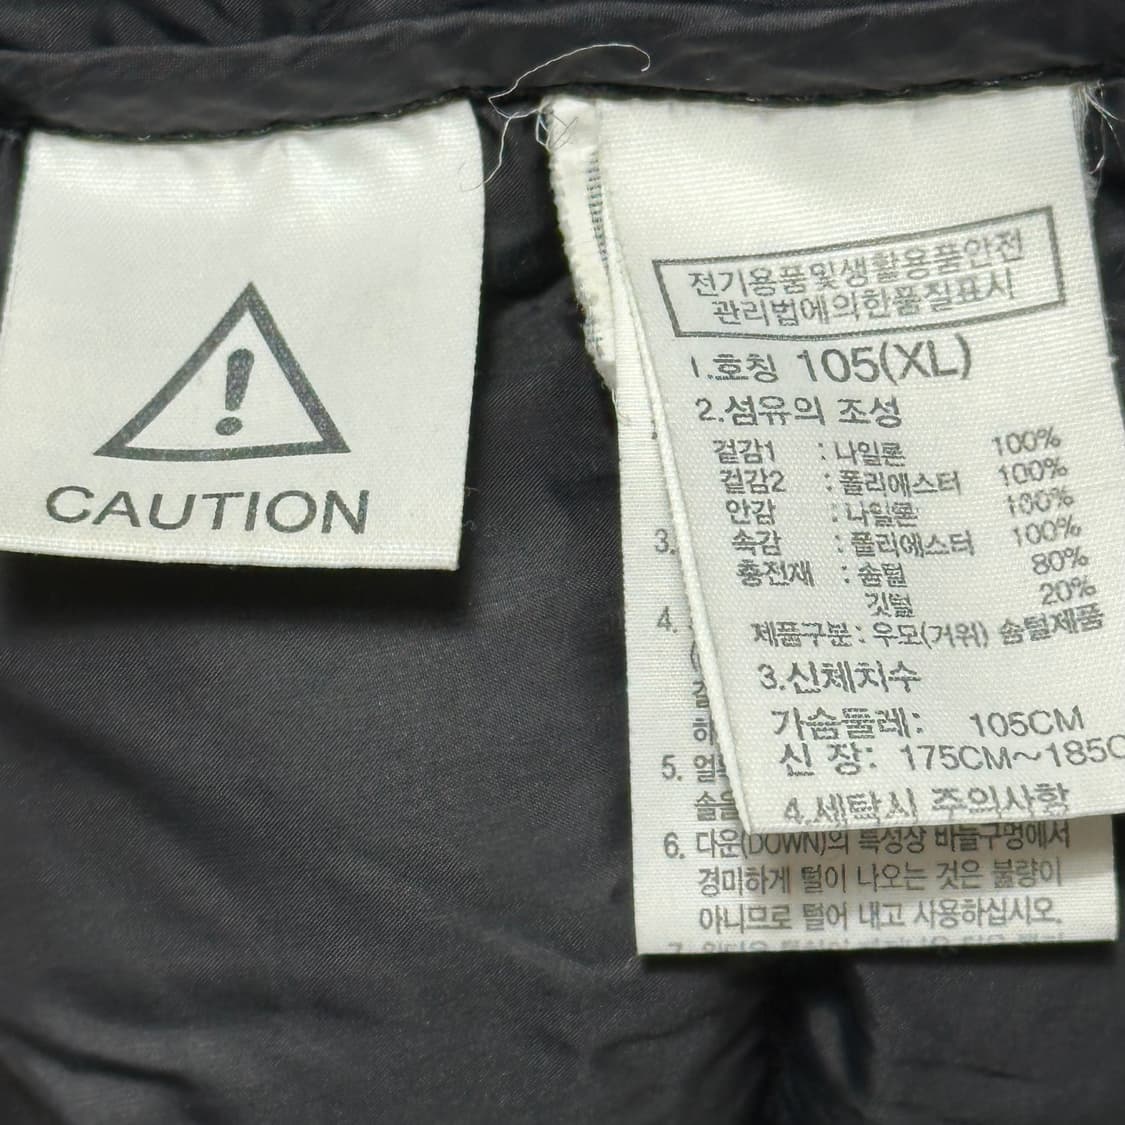 CAUTION
전기용품및생활용품안전
관리법에의한품질표시
1.호칭 105(XL)
2.섬유의 조성
겉감1 : 나일론 100%
겉감2 : 폴리에스터 100%
안감 : 나일론 100%
속감 : 폴리에스터 100%
충전재 : 솜털 80%
깃털 20%
제품구분: 우모(거위) 솜털제품
3.신체치수
가슴둘레: 105CM
신 장: 175CM~185C
4.세탁시 주의사항
3.
4.
5. 얼
솔을
6. 다운(DOWN)의 특성상 바늘구멍에서
경미하게 털이 나오는 것은 불량이
아니므로 털어 내고 사용하십시오.